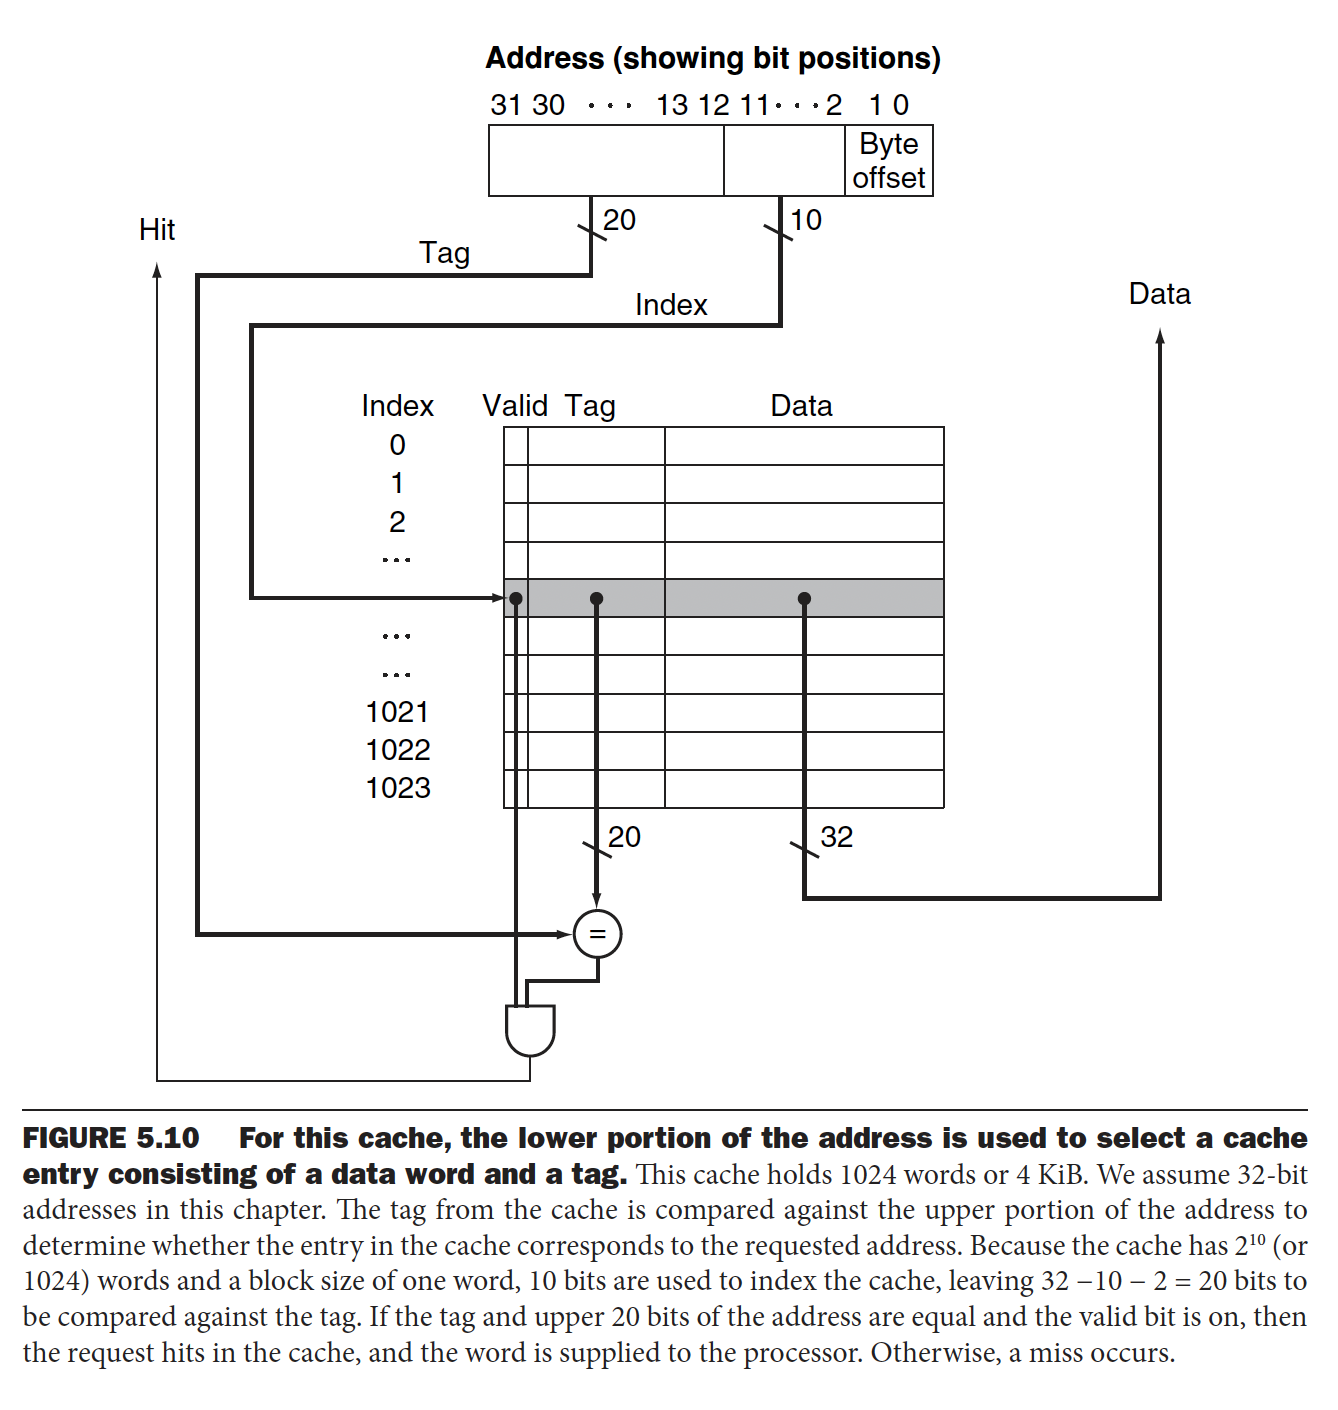 Address (showing bit positions)
31 30 ··· 13 12 11 ··· 2 1 0
Byte
offset
20
10
Hit
Tag
Index
Data
Index Valid Tag Data
0
1
2
...
...
...
1021
1022
1023
20
32
=
FIGURE 5.10 For this cache, the lower portion of the address is used to select a cache
entry consisting of a data word and a tag. This cache holds 1024 words or 4 KiB. We assume 32-bit
addresses in this chapter. The tag from the cache is compared against the upper portion of the address to
determine whether the entry in the cache corresponds to the requested address. Because the cache has 2¹⁰ (or
1024) words and a block size of one word, 10 bits are used to index the cache, leaving 32 −10 − 2 = 20 bits to
be compared against the tag. If the tag and upper 20 bits of the address are equal and the valid bit is on, then
the request hits in the cache, and the word is supplied to the processor. Otherwise, a miss occurs.